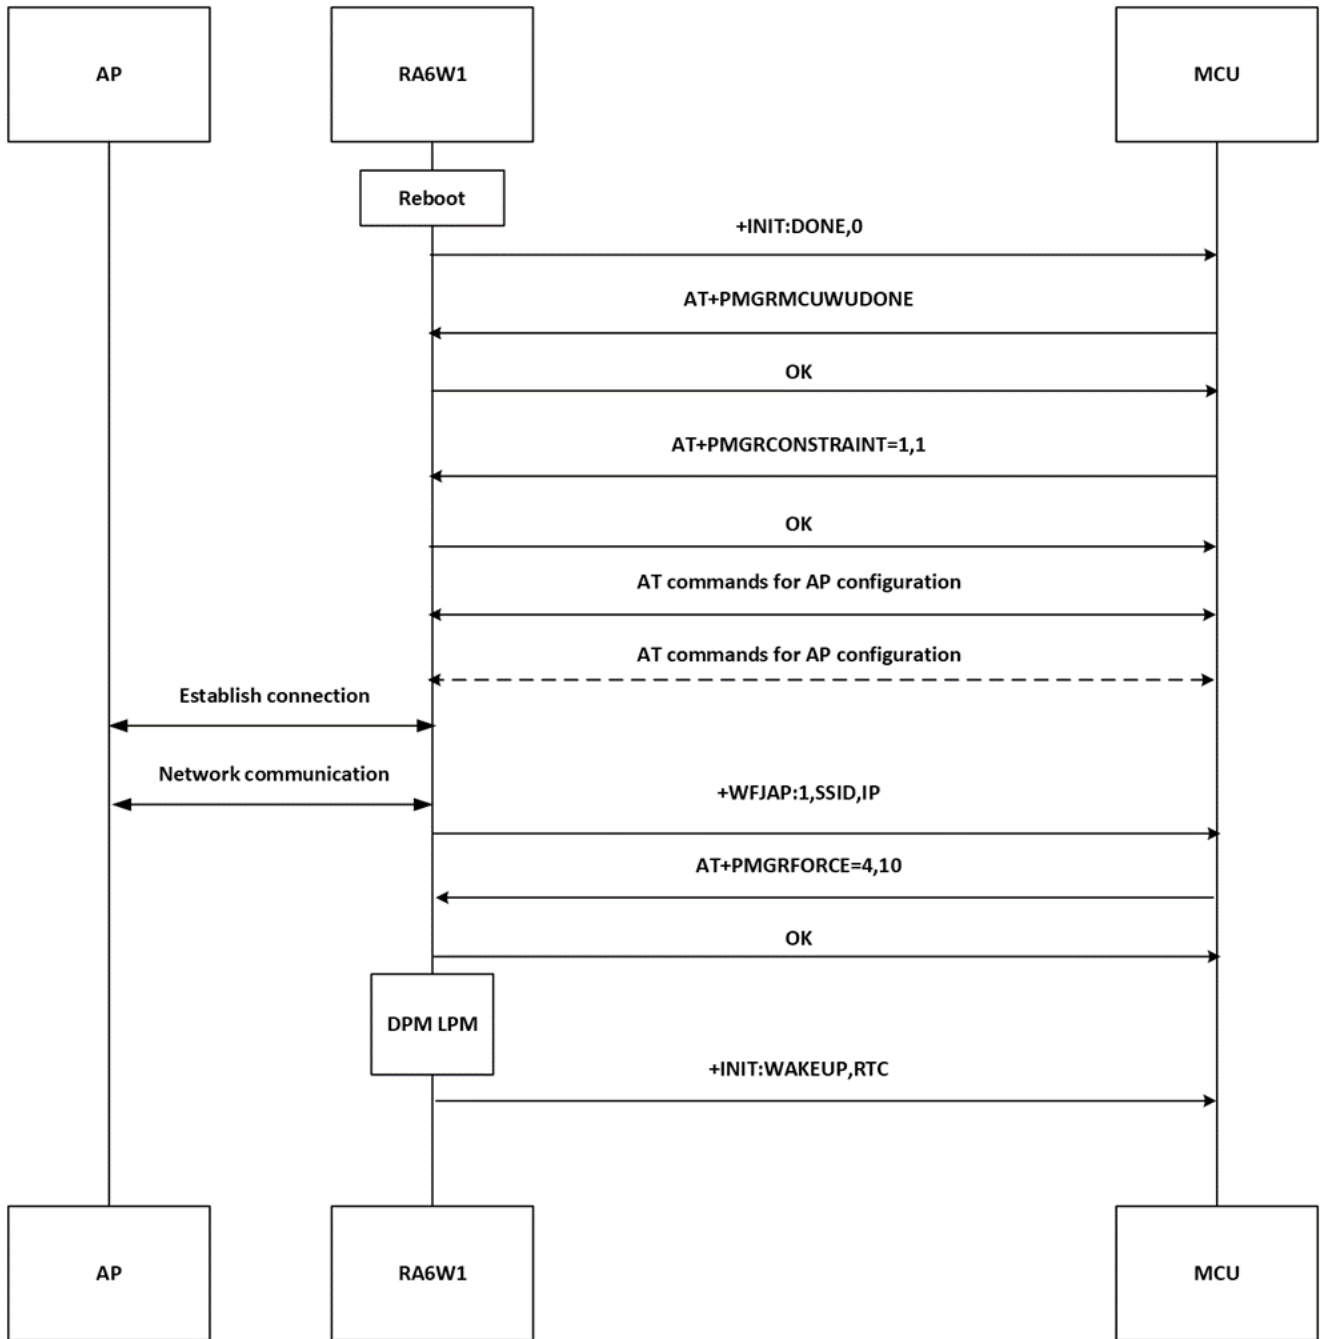 AP
RA6W1
MCU
Reboot
+INIT:DONE,0
AT+PMGRMCUWUDONE
OK
AT+PMGRCONSTRAINT=1,1
OK
AT commands for AP configuration
AT commands for AP configuration
Establish connection
Network communication
+WFJAP:1,SSID,IP
AT+PMGRFORCE=4,10
OK
DPM LPM
+INIT:WAKEUP,RTC
AP
RA6W1
MCU